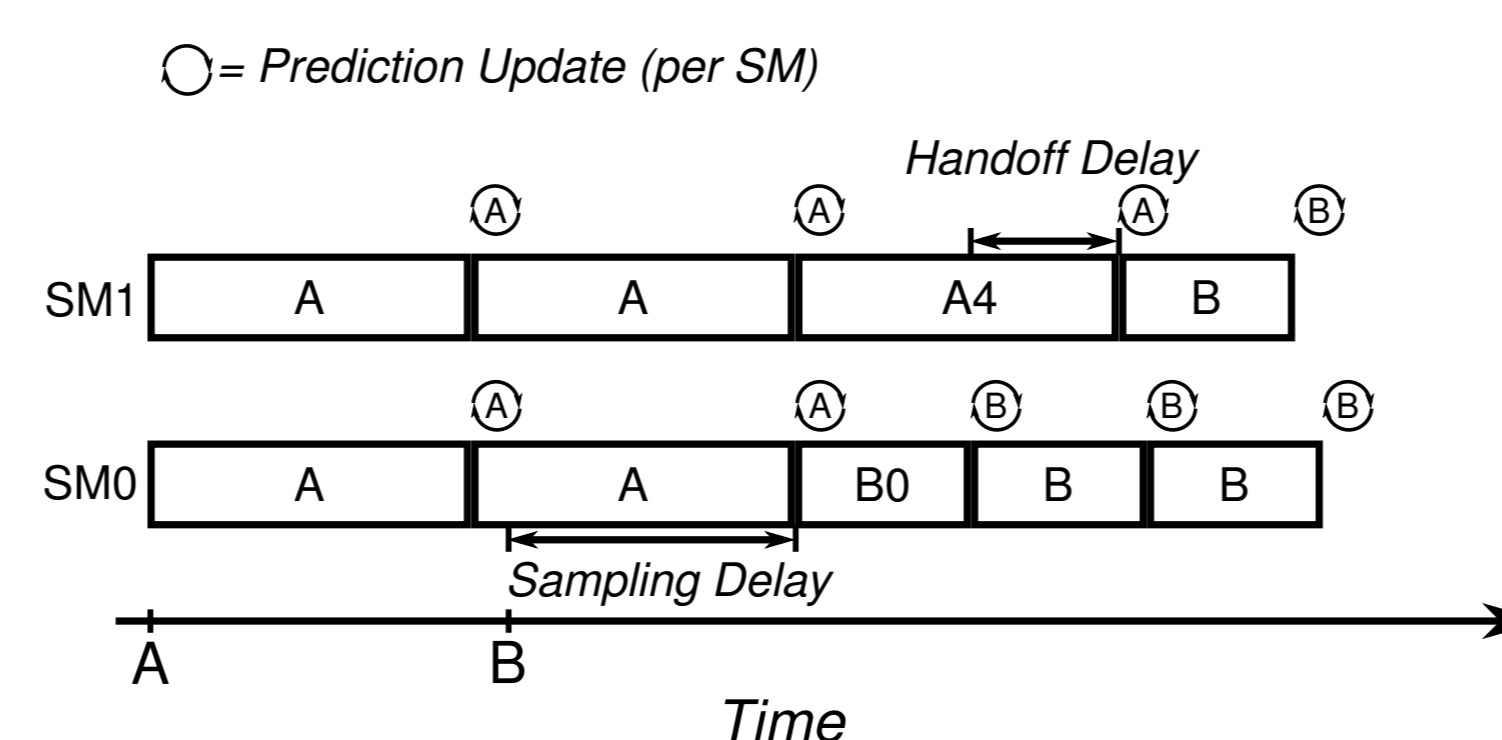 = Prediction Update (per SM)
Handoff Delay
A A A B
SM1 A A A4 B
A A B B B
SM0 A A B0 B B
Sampling Delay
A B
Time